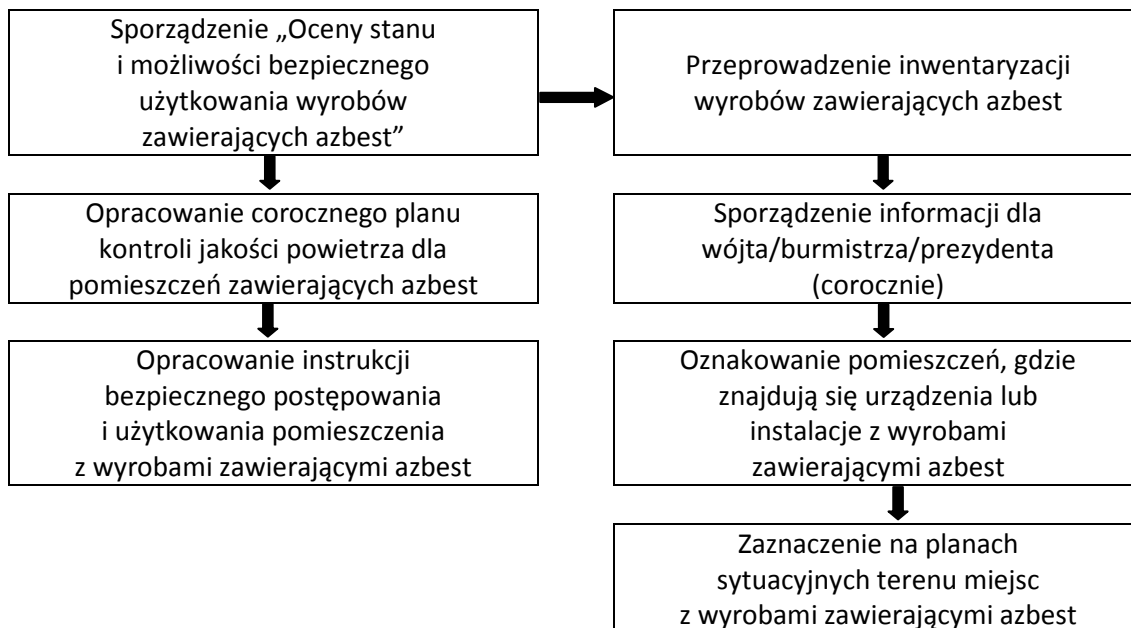 Sporządzenie „Oceny stanu
i możliwości bezpiecznego
użytkowania wyrobów
zawierających azbest”
Przeprowadzenie inwentaryzacji
wyrobów zawierających azbest
Opracowanie corocznego planu
kontroli jakości powietrza dla
pomieszczeń zawierających azbest
Sporządzenie informacji dla
wójta/burmistrza/prezydenta
(corocznie)
Opracowanie instrukcji
bezpiecznego postępowania
i użytkowania pomieszczenia
z wyrobami zawierającymi azbest
Oznakowanie pomieszczeń, gdzie
znajdują się urządzenia lub
instalacje z wyrobami
zawierającymi azbest
Zaznaczenie na planach
sytuacyjnych terenu miejsc
z wyrobami zawierającymi azbest